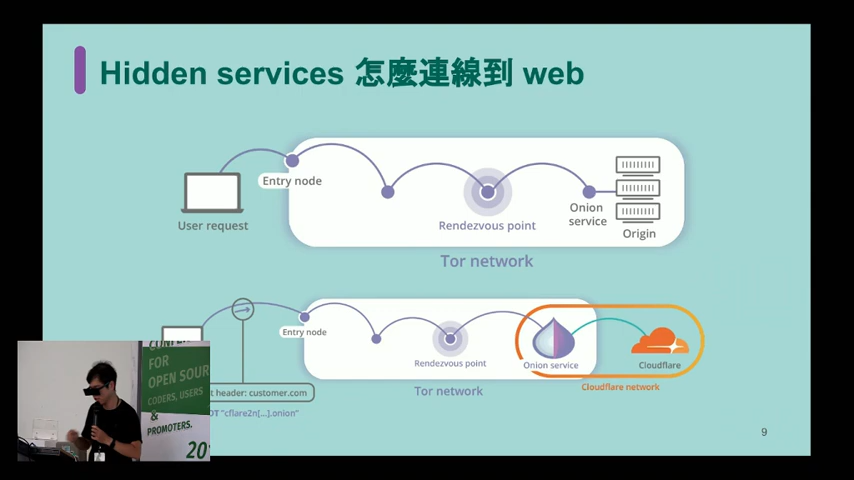 Hidden services 怎麼連線到 web
Entry node
User request
Rendezvous point
Onion
service
Origin
Tor network
Entry node
Rendezvous point
Onion service
Cloudflare
Tor network
Cloudflare network
header: customer.com
"cflare2n[...].onion"
FOR
OPEN SOUR
CODERS, USERS
&
PROMOTERS.
9